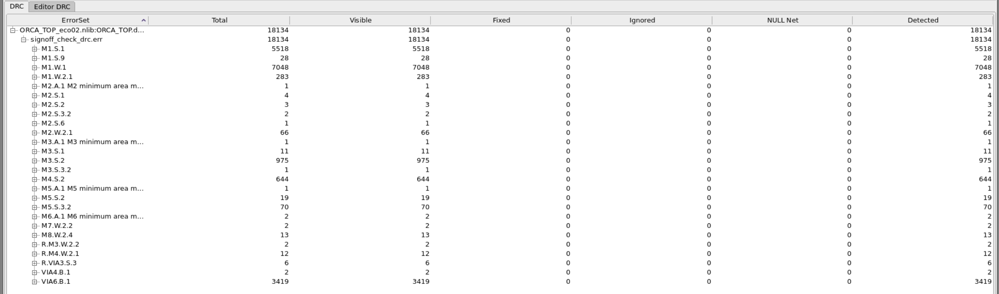 DRC Editor DRC
ErrorSet Total Visible Fixed Ignored NULL Net Detected
ORCA_TOP_eco02.nlib:ORCA_TOP.d... 18134 18134 0 0 0 18134
signoff_check_drc.err 18134 18134 0 0 0 18134
M1.S.1 5518 5518 0 0 0 5518
M1.S.9 28 28 0 0 0 28
M1.W.1 7048 7048 0 0 0 7048
M1.W.2.1 283 283 0 0 0 283
M2.A.1 M2 minimum area m... 1 1 0 0 0 1
M2.S.1 4 4 0 0 0 4
M2.S.2 3 3 0 0 0 3
M2.S.3.2 2 2 0 0 0 2
M2.S.6 1 1 0 0 0 1
M2.W.2.1 66 66 0 0 0 66
M3.A.1 M3 minimum area m... 1 1 0 0 0 1
M3.S.1 11 11 0 0 0 11
M3.S.2 975 975 0 0 0 975
M3.S.3.2 1 1 0 0 0 1
M4.S.2 644 644 0 0 0 644
M5.A.1 M5 minimum area m... 1 1 0 0 0 1
M5.S.2 19 19 0 0 0 19
M5.S.3.2 70 70 0 0 0 70
M6.A.1 M6 minimum area m... 2 2 0 0 0 2
M7.W.2.2 2 2 0 0 0 2
M8.W.2.4 13 13 0 0 0 13
R.M3.W.2.2 2 2 0 0 0 2
R.M4.W.2.1 12 12 0 0 0 12
R.VIA3.S.3 6 6 0 0 0 6
VIA4.B.1 2 2 0 0 0 2
VIA6.B.1 3419 3419 0 0 0 3419